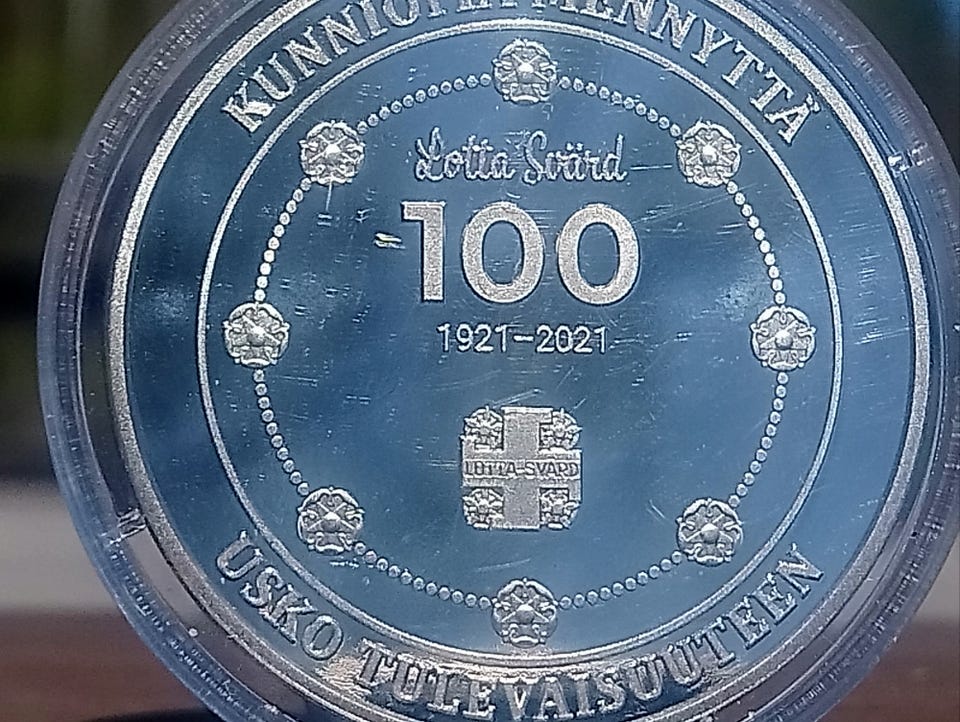 KUNNIOITA MENNYTTÄ
Lotta Svärd
100
1921–2021
LOTTA-SVÄRD
USKO TULEVAISUUTEEN